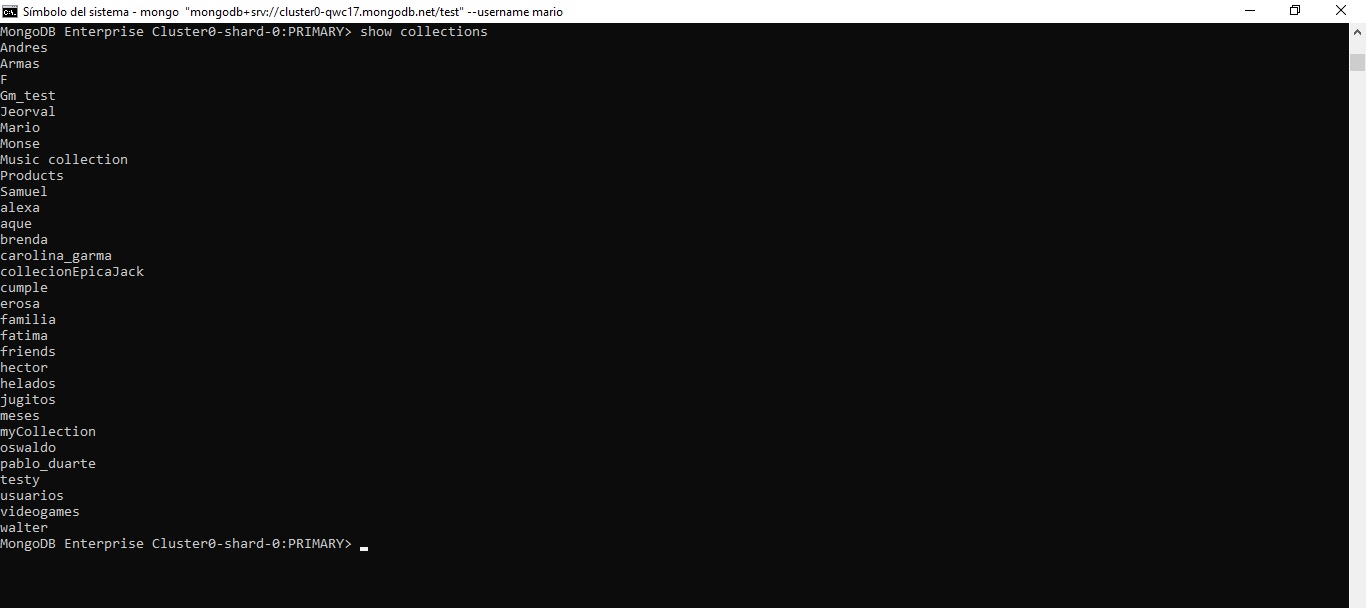 Símbolo del sistema - mongo  "mongodb+srv://cluster0-qwc17.mongodb.net/test" --username mario
MongoDB Enterprise Cluster0-shard-0:PRIMARY> show collections
Andres
Armas
F
Gm_test
Jeorval
Mario
Monse
Music collection
Products
Samuel
alexa
aque
brenda
carolina_garma
collecionEpicaJack
cumple
erosa
familia
fatima
friends
hector
helados
jugitos
meses
myCollection
oswaldo
pablo_duarte
testy
usuarios
videogames
walter
MongoDB Enterprise Cluster0-shard-0:PRIMARY>